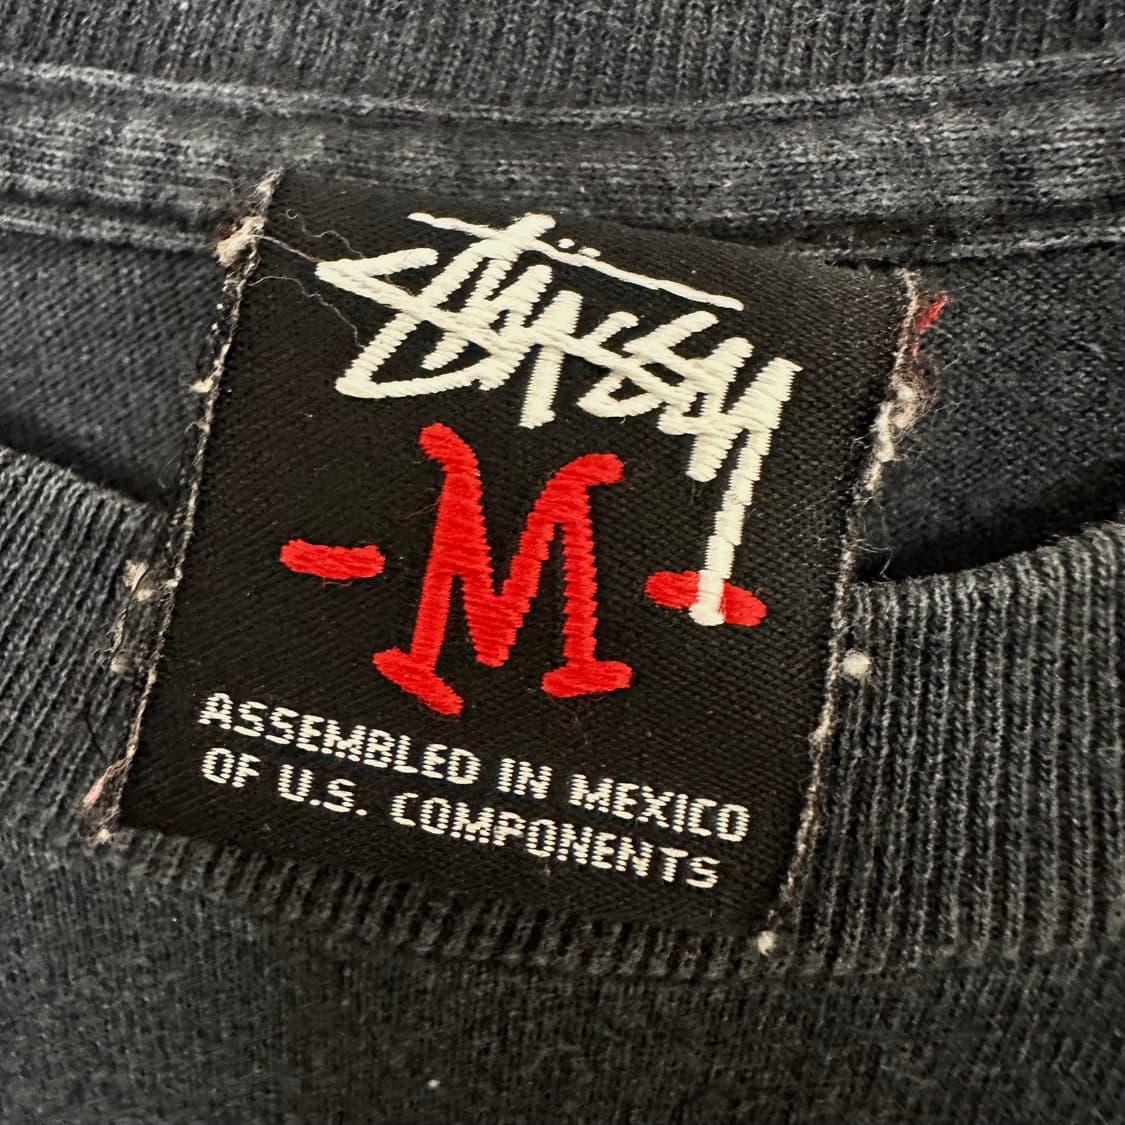 Stüssy
- M -
ASSEMBLED IN MEXICO
OF U.S. COMPONENTS